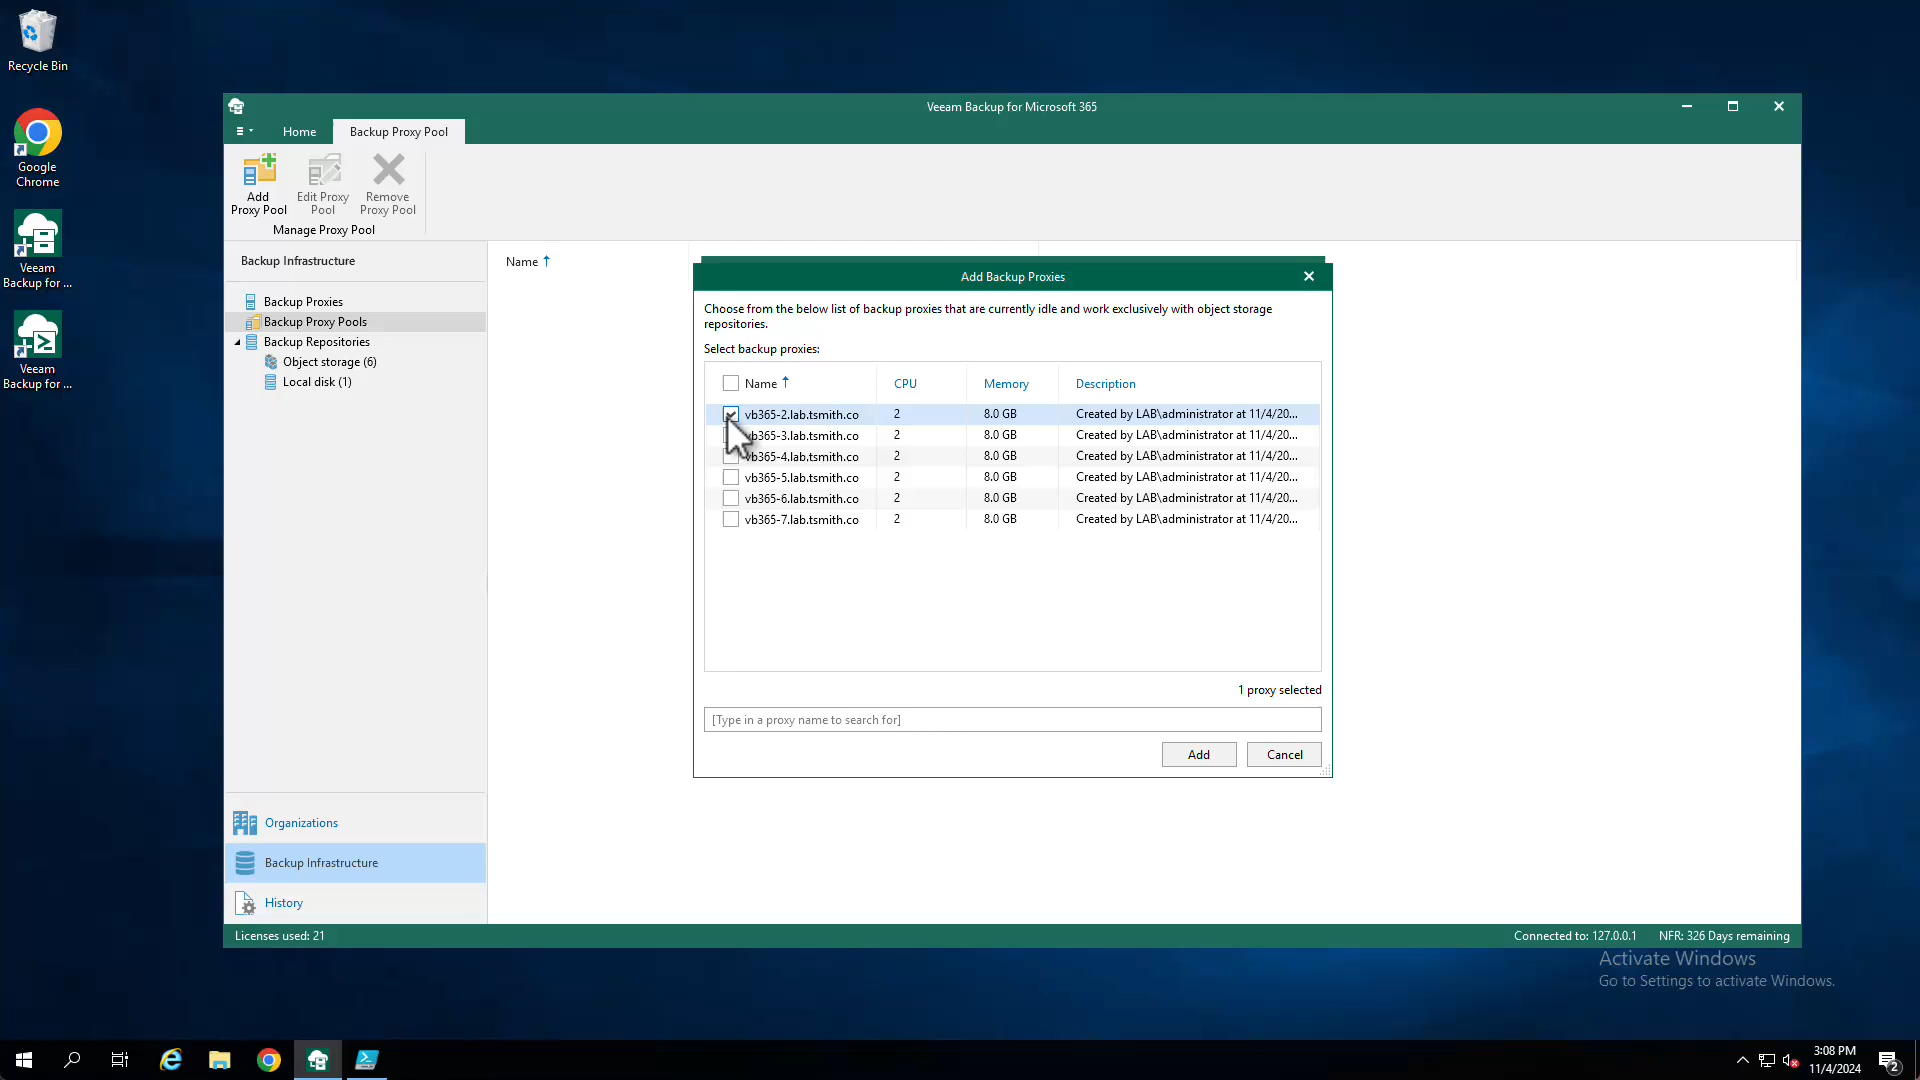 Recycle Bin
Google
Chrome
Veeam
Backup for ...
Veeam
Backup for ...
Veeam Backup for Microsoft 365
Home
Backup Proxy Pool
Add
Proxy Pool
Edit Proxy
Pool
Remove
Proxy Pool
Manage Proxy Pool
Backup Infrastructure
Backup Proxies
Backup Proxy Pools
Backup Repositories
Object storage (6)
Local disk (1)
Organizations
Backup Infrastructure
History
Name
Add Backup Proxies
Choose from the below list of backup proxies that are currently idle and work exclusively with object storage
repositories.
Select backup proxies:
Name CPU Memory Description
vb365-2.lab.tsmith.co 2 8.0 GB Created by LAB\administrator at 11/4/20...
vb365-3.lab.tsmith.co 2 8.0 GB Created by LAB\administrator at 11/4/20...
vb365-4.lab.tsmith.co 2 8.0 GB Created by LAB\administrator at 11/4/20...
vb365-5.lab.tsmith.co 2 8.0 GB Created by LAB\administrator at 11/4/20...
vb365-6.lab.tsmith.co 2 8.0 GB Created by LAB\administrator at 11/4/20...
vb365-7.lab.tsmith.co 2 8.0 GB Created by LAB\administrator at 11/4/20...
1 proxy selected
[Type in a proxy name to search for]
Add
Cancel
Licenses used: 21
Connected to: 127.0.0.1
NFR: 326 Days remaining
Activate Windows
Go to Settings to activate Windows.
3:08 PM
11/4/2024
2